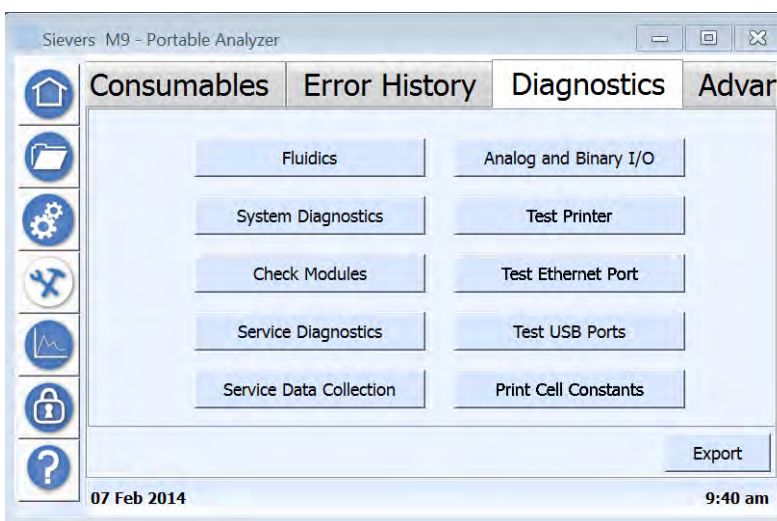 Sievers M9 - Portable Analyzer
Consumables Error History Diagnostics Advar
Fluidics Analog and Binary I/O
System Diagnostics Test Printer
Check Modules Test Ethernet Port
Service Diagnostics Test USB Ports
Service Data Collection Print Cell Constants
?
Export
07 Feb 2014 9:40 am